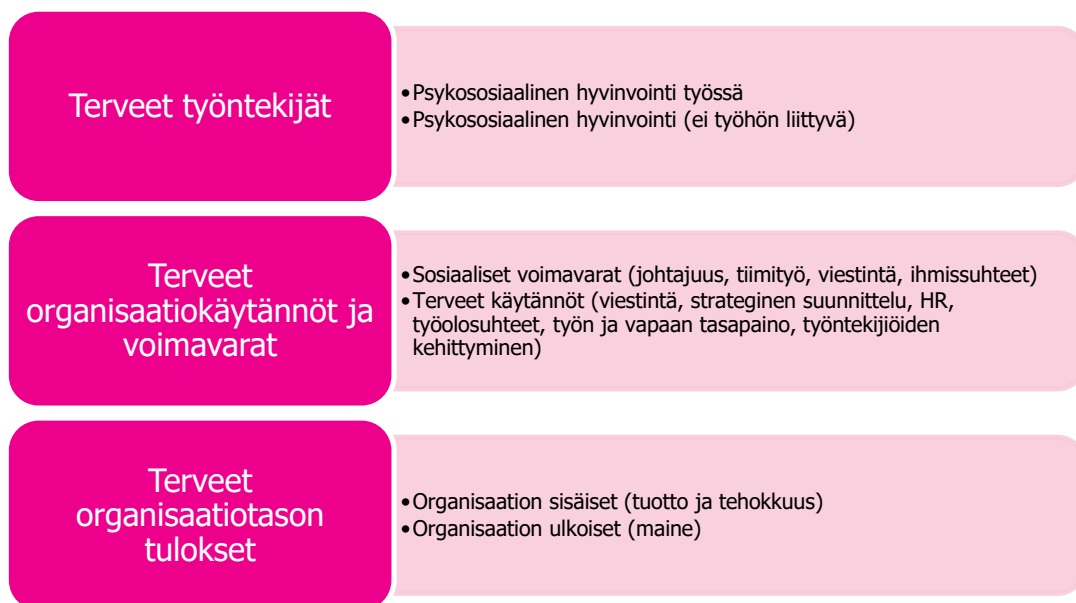 Terveet työntekijät
•Psykososiaalinen hyvinvointi työssä
•Psykososiaalinen hyvinvointi (ei työhön liittyvä)
Terveet
organisaatiokäytännöt ja
voimavarat
•Sosiaaliset voimavarat (johtajuus, tiimityö, viestintä, ihmissuhteet)
•Terveet käytännöt (viestintä, strateginen suunnittelu, HR,
työolosuhteet, työn ja vapaan tasapaino, työntekijöiden
kehittyminen)
Terveet
organisaatiotason
tulokset
•Organisaation sisäiset (tuotto ja tehokkuus)
•Organisaation ulkoiset (maine)